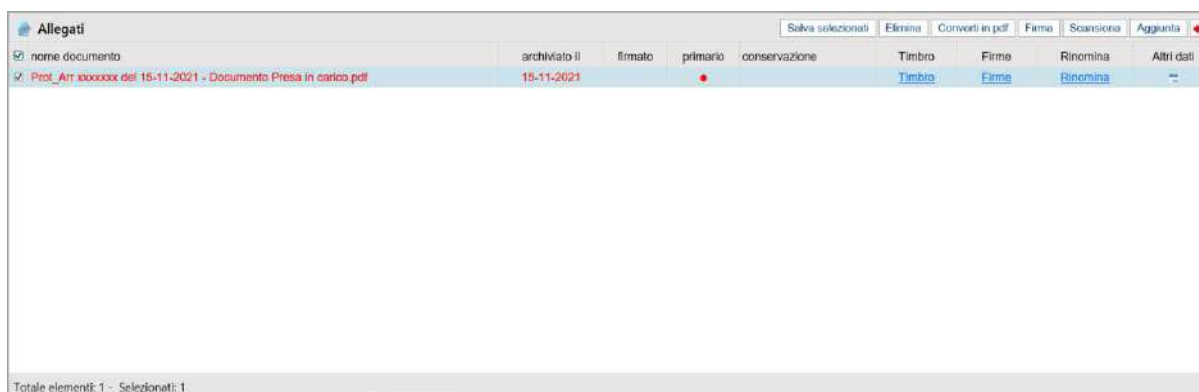 Allegati Salva selezionati Elimina Converti in pdf Firma Scansiona Aggiunta
nome documento archiviato il firmato primario conservazione Timbro Firme Rinomina Altri dati
Prot_Arr xxxxxxx del 15-11-2021 - Documento Presa in carico.pdf 15-11-2021 Timbro Firme Rinomina
Totale elementi: 1 - Selezionati: 1